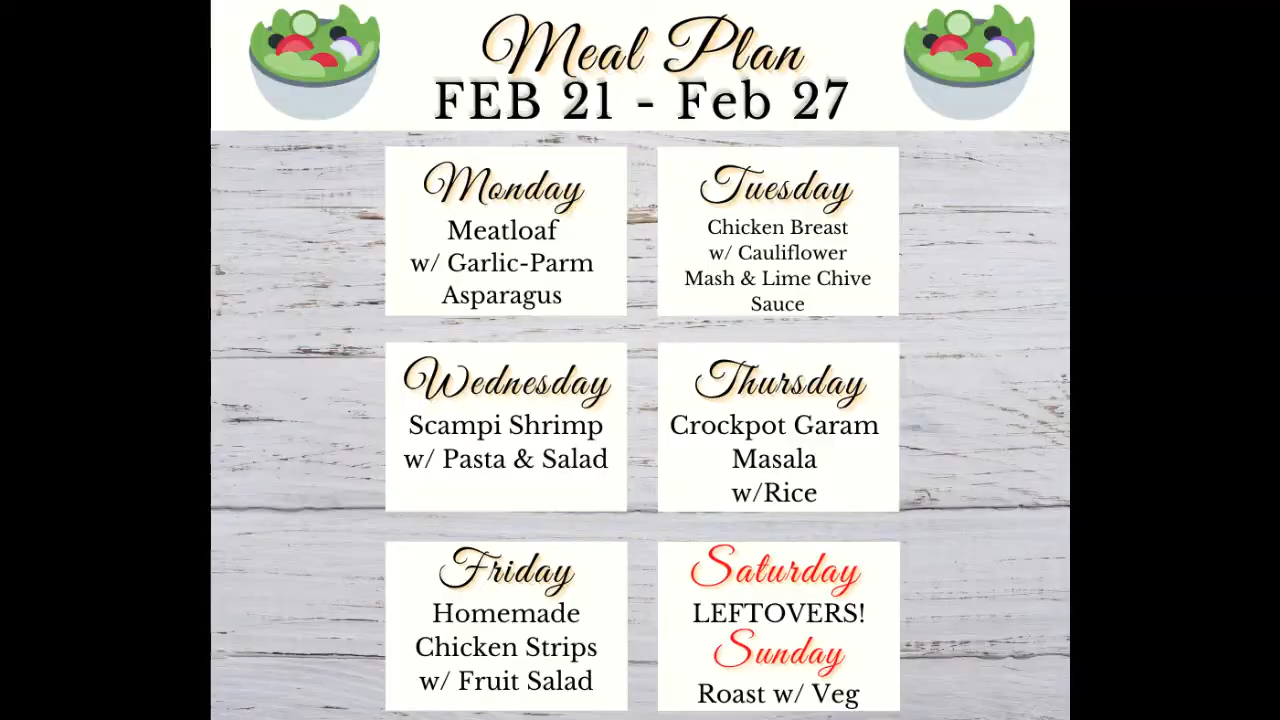 Meal Plan
FEB 21 - Feb 27
Monday
Meatloaf
w/ Garlic-Parm
Asparagus
Tuesday
Chicken Breast
w/ Cauliflower
Mash & Lime Chive
Sauce
Wednesday
Scampi Shrimp
w/ Pasta & Salad
Thursday
Crockpot Garam
Masala
w/Rice
Friday
Homemade
Chicken Strips
w/ Fruit Salad
Saturday
LEFTOVERS!
Sunday
Roast w/ Veg